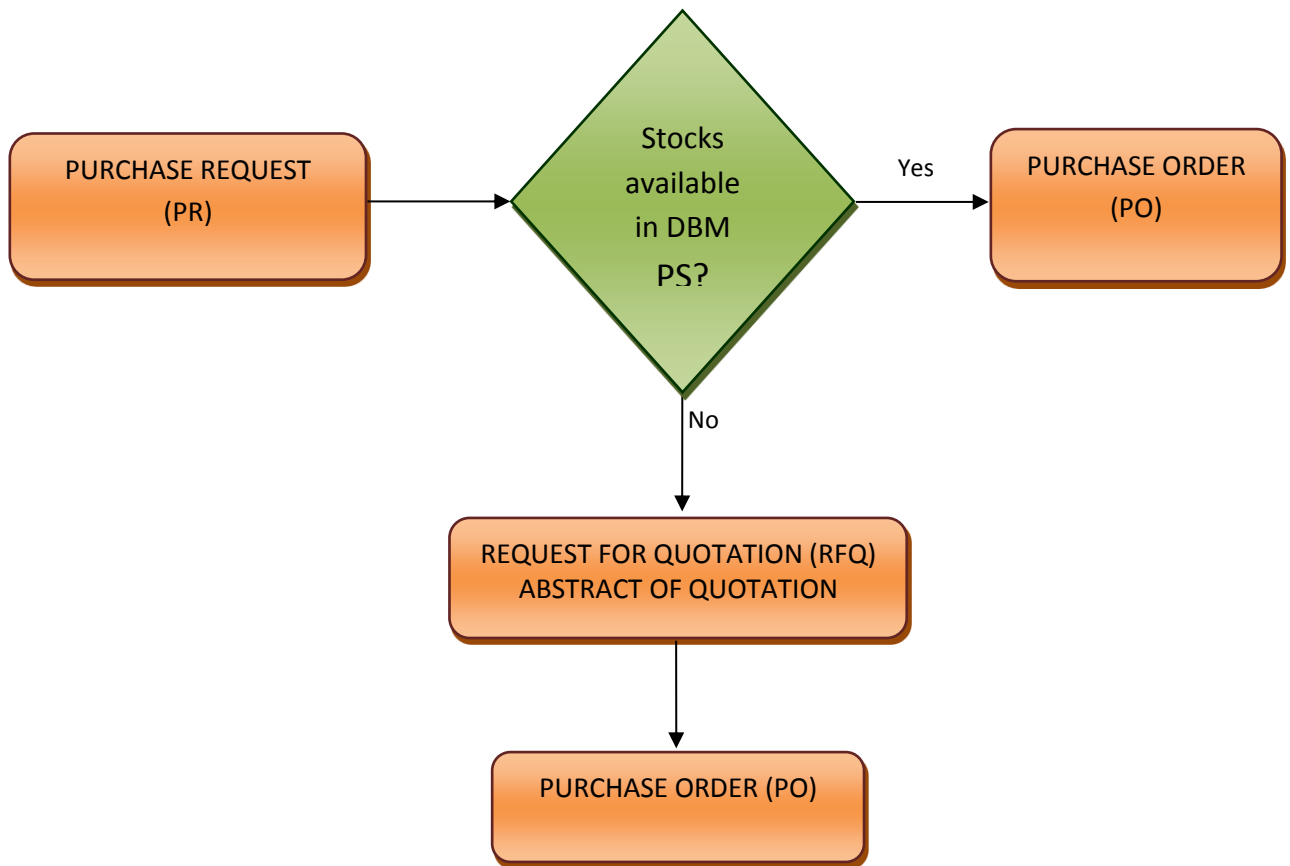 PURCHASE REQUEST
(PR)
Stocks
available
in DBM
PS?
Yes
PURCHASE ORDER
(PO)
No
REQUEST FOR QUOTATION (RFQ)
ABSTRACT OF QUOTATION
PURCHASE ORDER (PO)